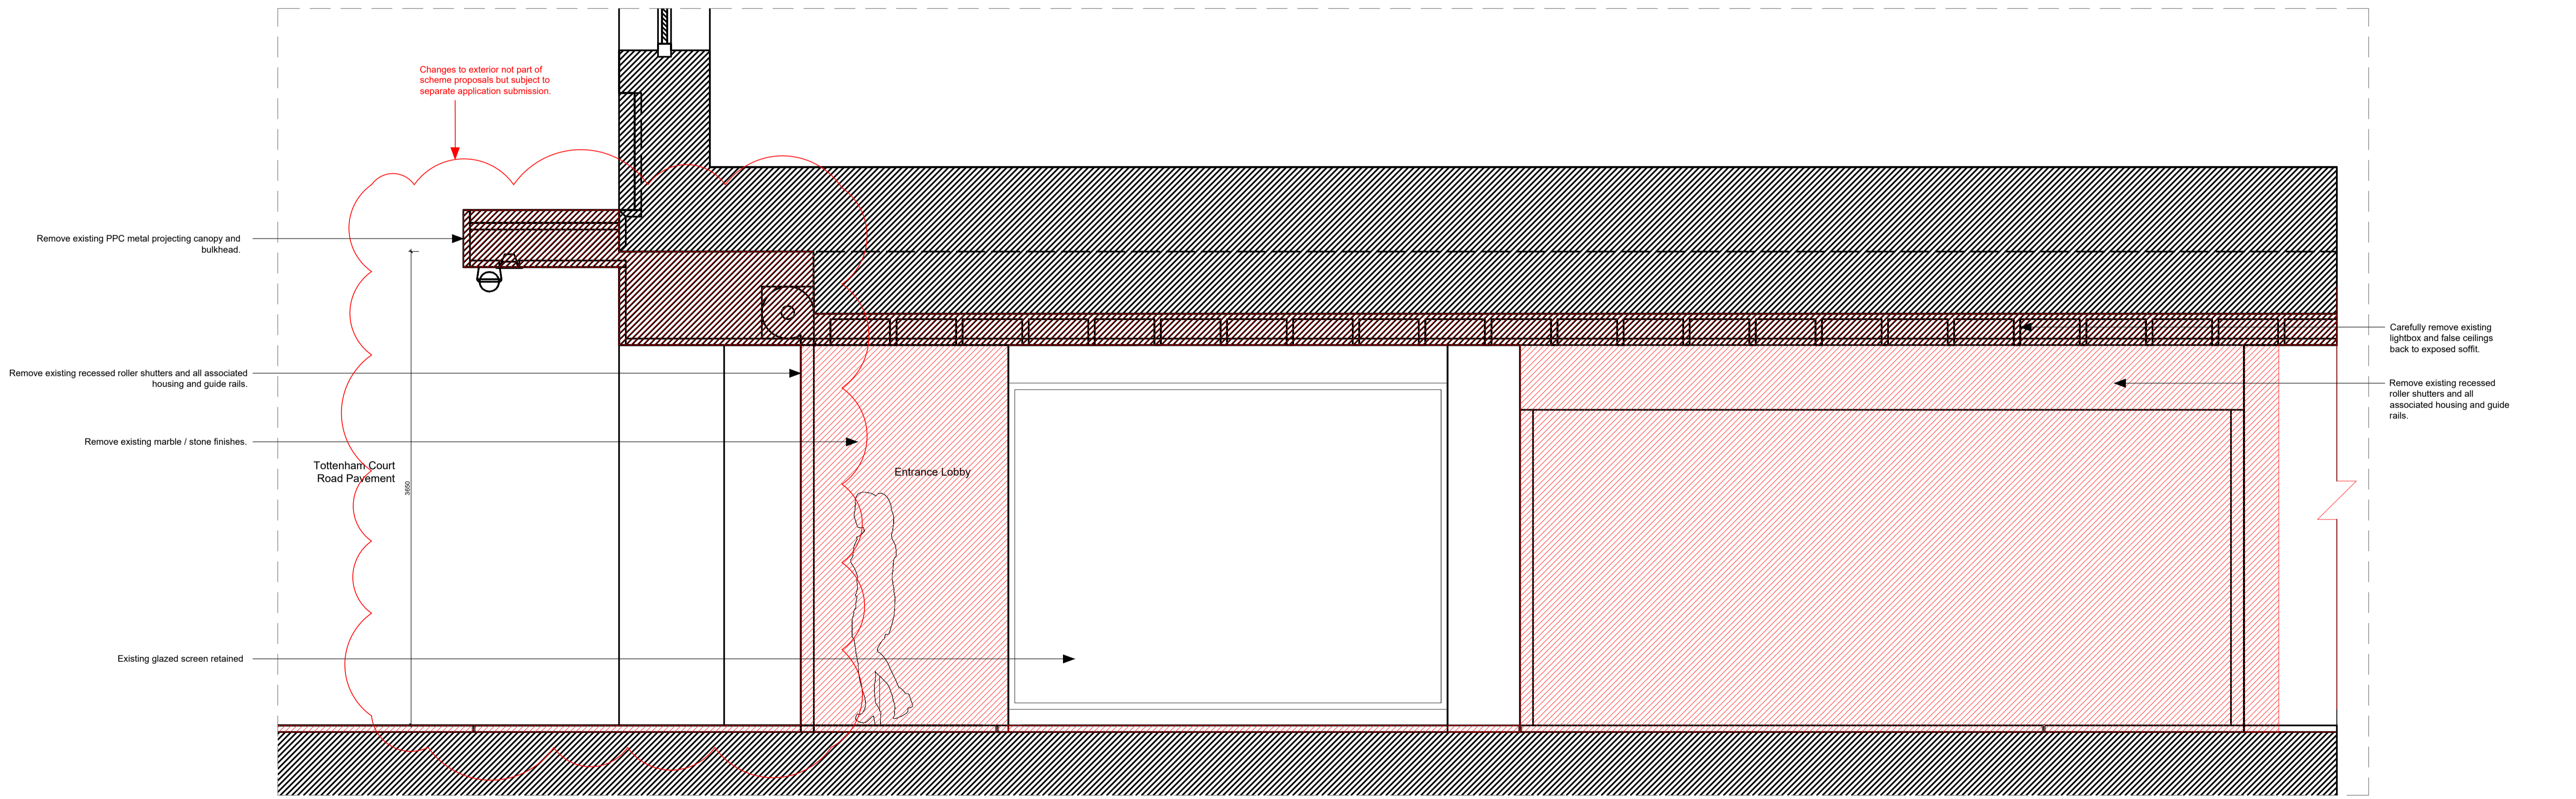 Changes to exterior not part of
scheme proposals but subject to
separate application submission.
Remove existing PPC metal projecting canopy and
bulkhead.
Remove existing recessed roller shutters and all associated
housing and guide rails.
Remove existing marble / stone finishes.
Tottenham Court
Road Pavement
3650
Entrance Lobby
Existing glazed screen retained
Carefully remove existing
lightbox and false ceilings
back to exposed soffit.
Remove existing recessed
roller shutters and all
associated housing and guide
rails.